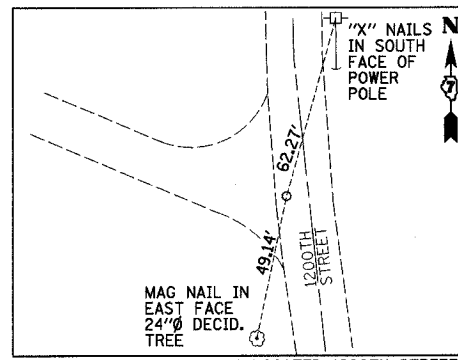 "X" NAILS
IN SOUTH
FACE OF
POWER
POLE
N
62.27'
49.14'
1200TH
STREET
MAG NAIL IN
EAST FACE
24"Ø DECID.
TREE